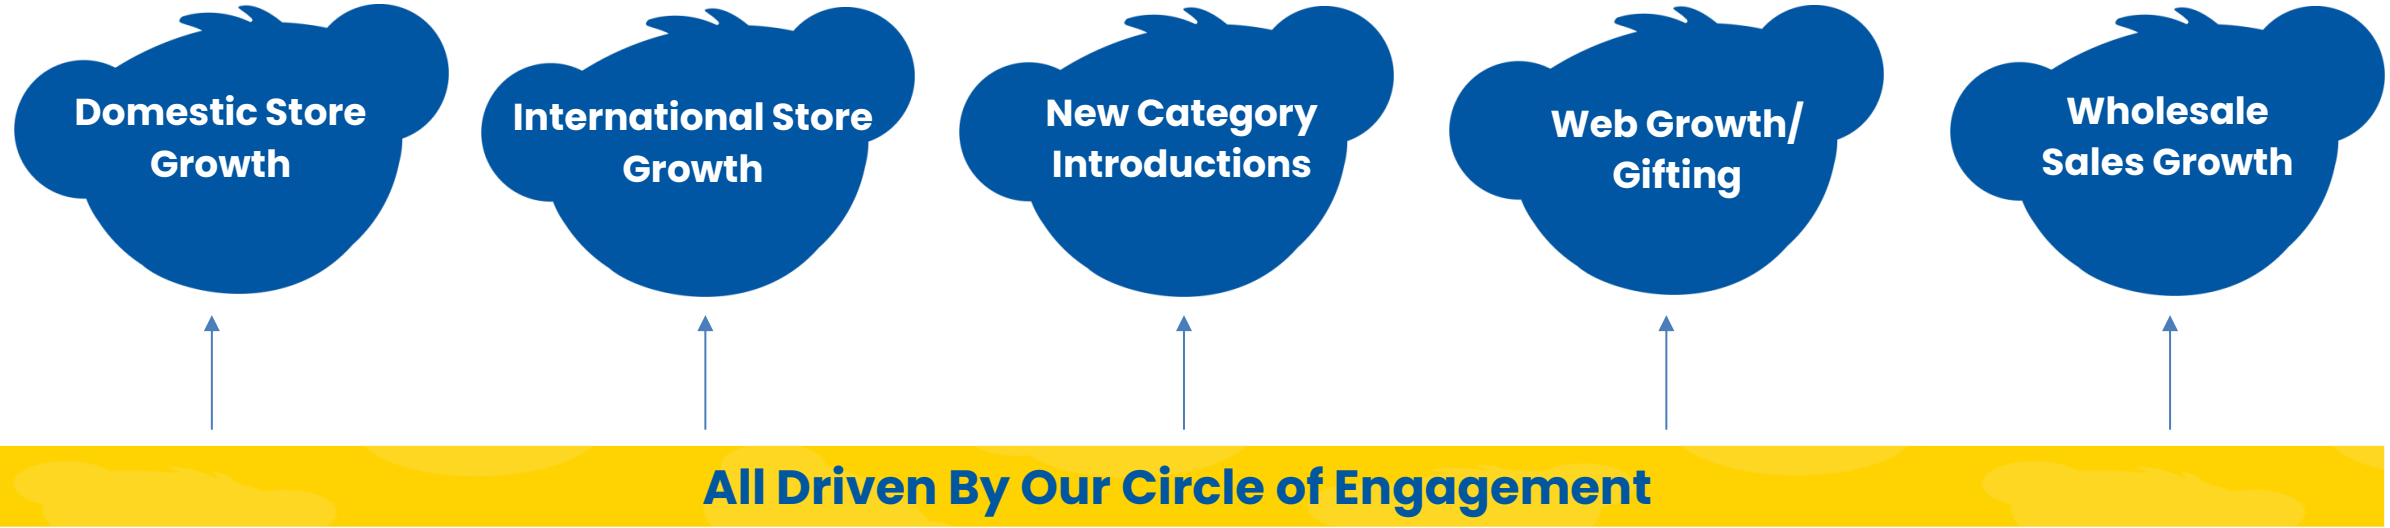 Domestic Store
Growth
International Store
Growth
New Category
Introductions
Web Growth/
Gifting
Wholesale
Sales Growth
All Driven By Our Circle of Engagement